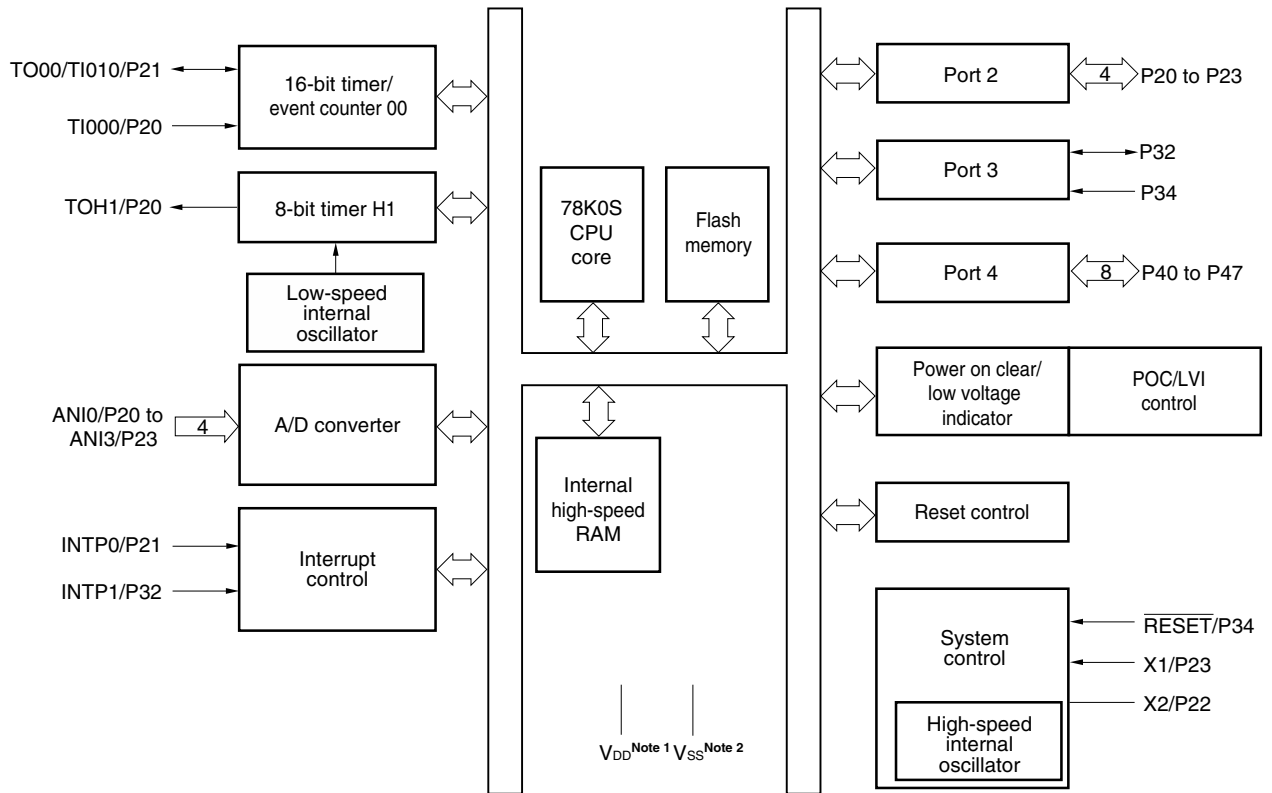 TO00/TI010/P21
TI000/P20
16-bit timer/
event counter 00
TOH1/P20
8-bit timer H1
Low-speed
internal
oscillator
ANI0/P20 to
ANI3/P23
4
A/D converter
INTP0/P21
INTP1/P32
Interrupt
control
78K0S
CPU
core
Flash
memory
Internal
high-speed
RAM
VDD Note 1 VSS Note 2
Port 2
4
P20 to P23
Port 3
P32
P34
Port 4
8
P40 to P47
Power on clear/
low voltage
indicator
POC/LVI
control
Reset control
System
control
RESET/P34
X1/P23
X2/P22
High-speed
internal
oscillator